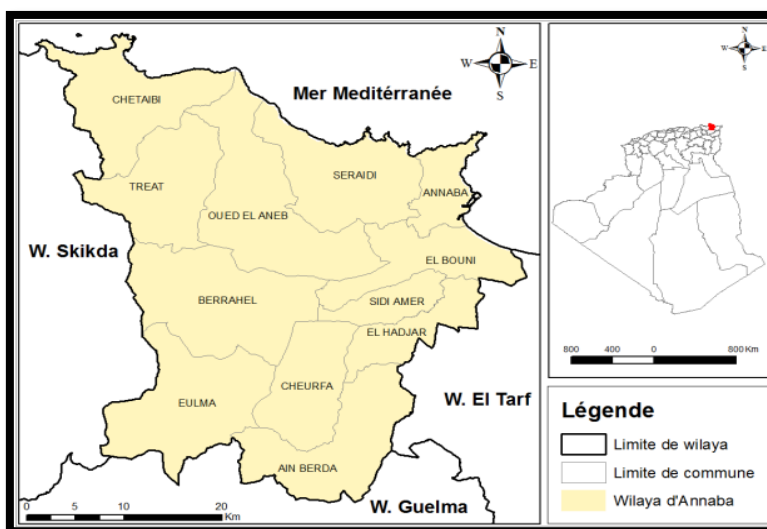 N
W E
S
Mer Meditérranée
CHETAIBI
SERAIDI
TREAT
ANNABA
OUED EL ANEB
W. Skikda
EL BOUNI
BERRAHEL
SIDI AMER
EL HADJAR
CHEURFA
EULMA
W. El Tarf
AIN BERDA
W. Guelma
0 5 10 20
Km
N
W E
S
800 400 0 800 Km
Légende
Limite de wilaya
Limite de commune
Wilaya d'Annaba